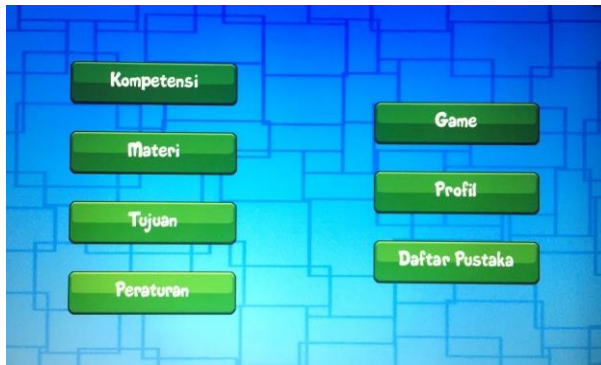 Kompetensi
Materi
Tujuan
Peraturan
Game
Profil
Daftar Pustaka